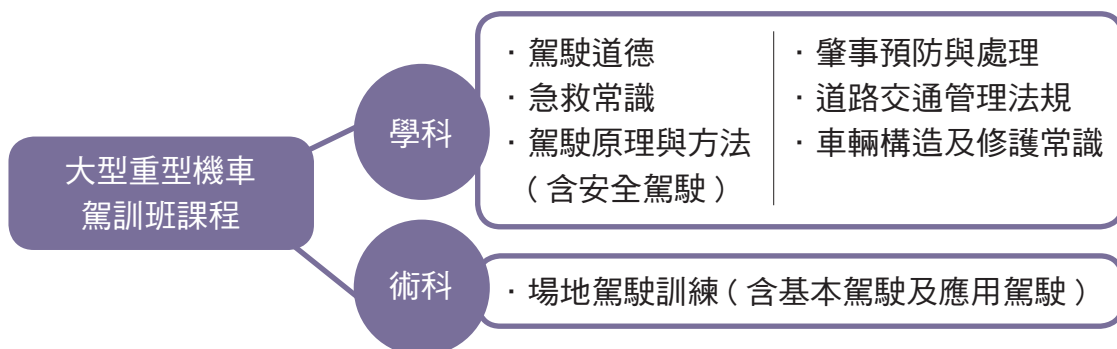 大型重型機車
駕訓班課程
學科
・駕駛道德
・急救常識
・駕駛原理與方法
（含安全駕駛）
・肇事預防與處理
・道路交通管理法規
・車輛構造及修護常識
術科
・場地駕駛訓練（含基本駕駛及應用駕駛）